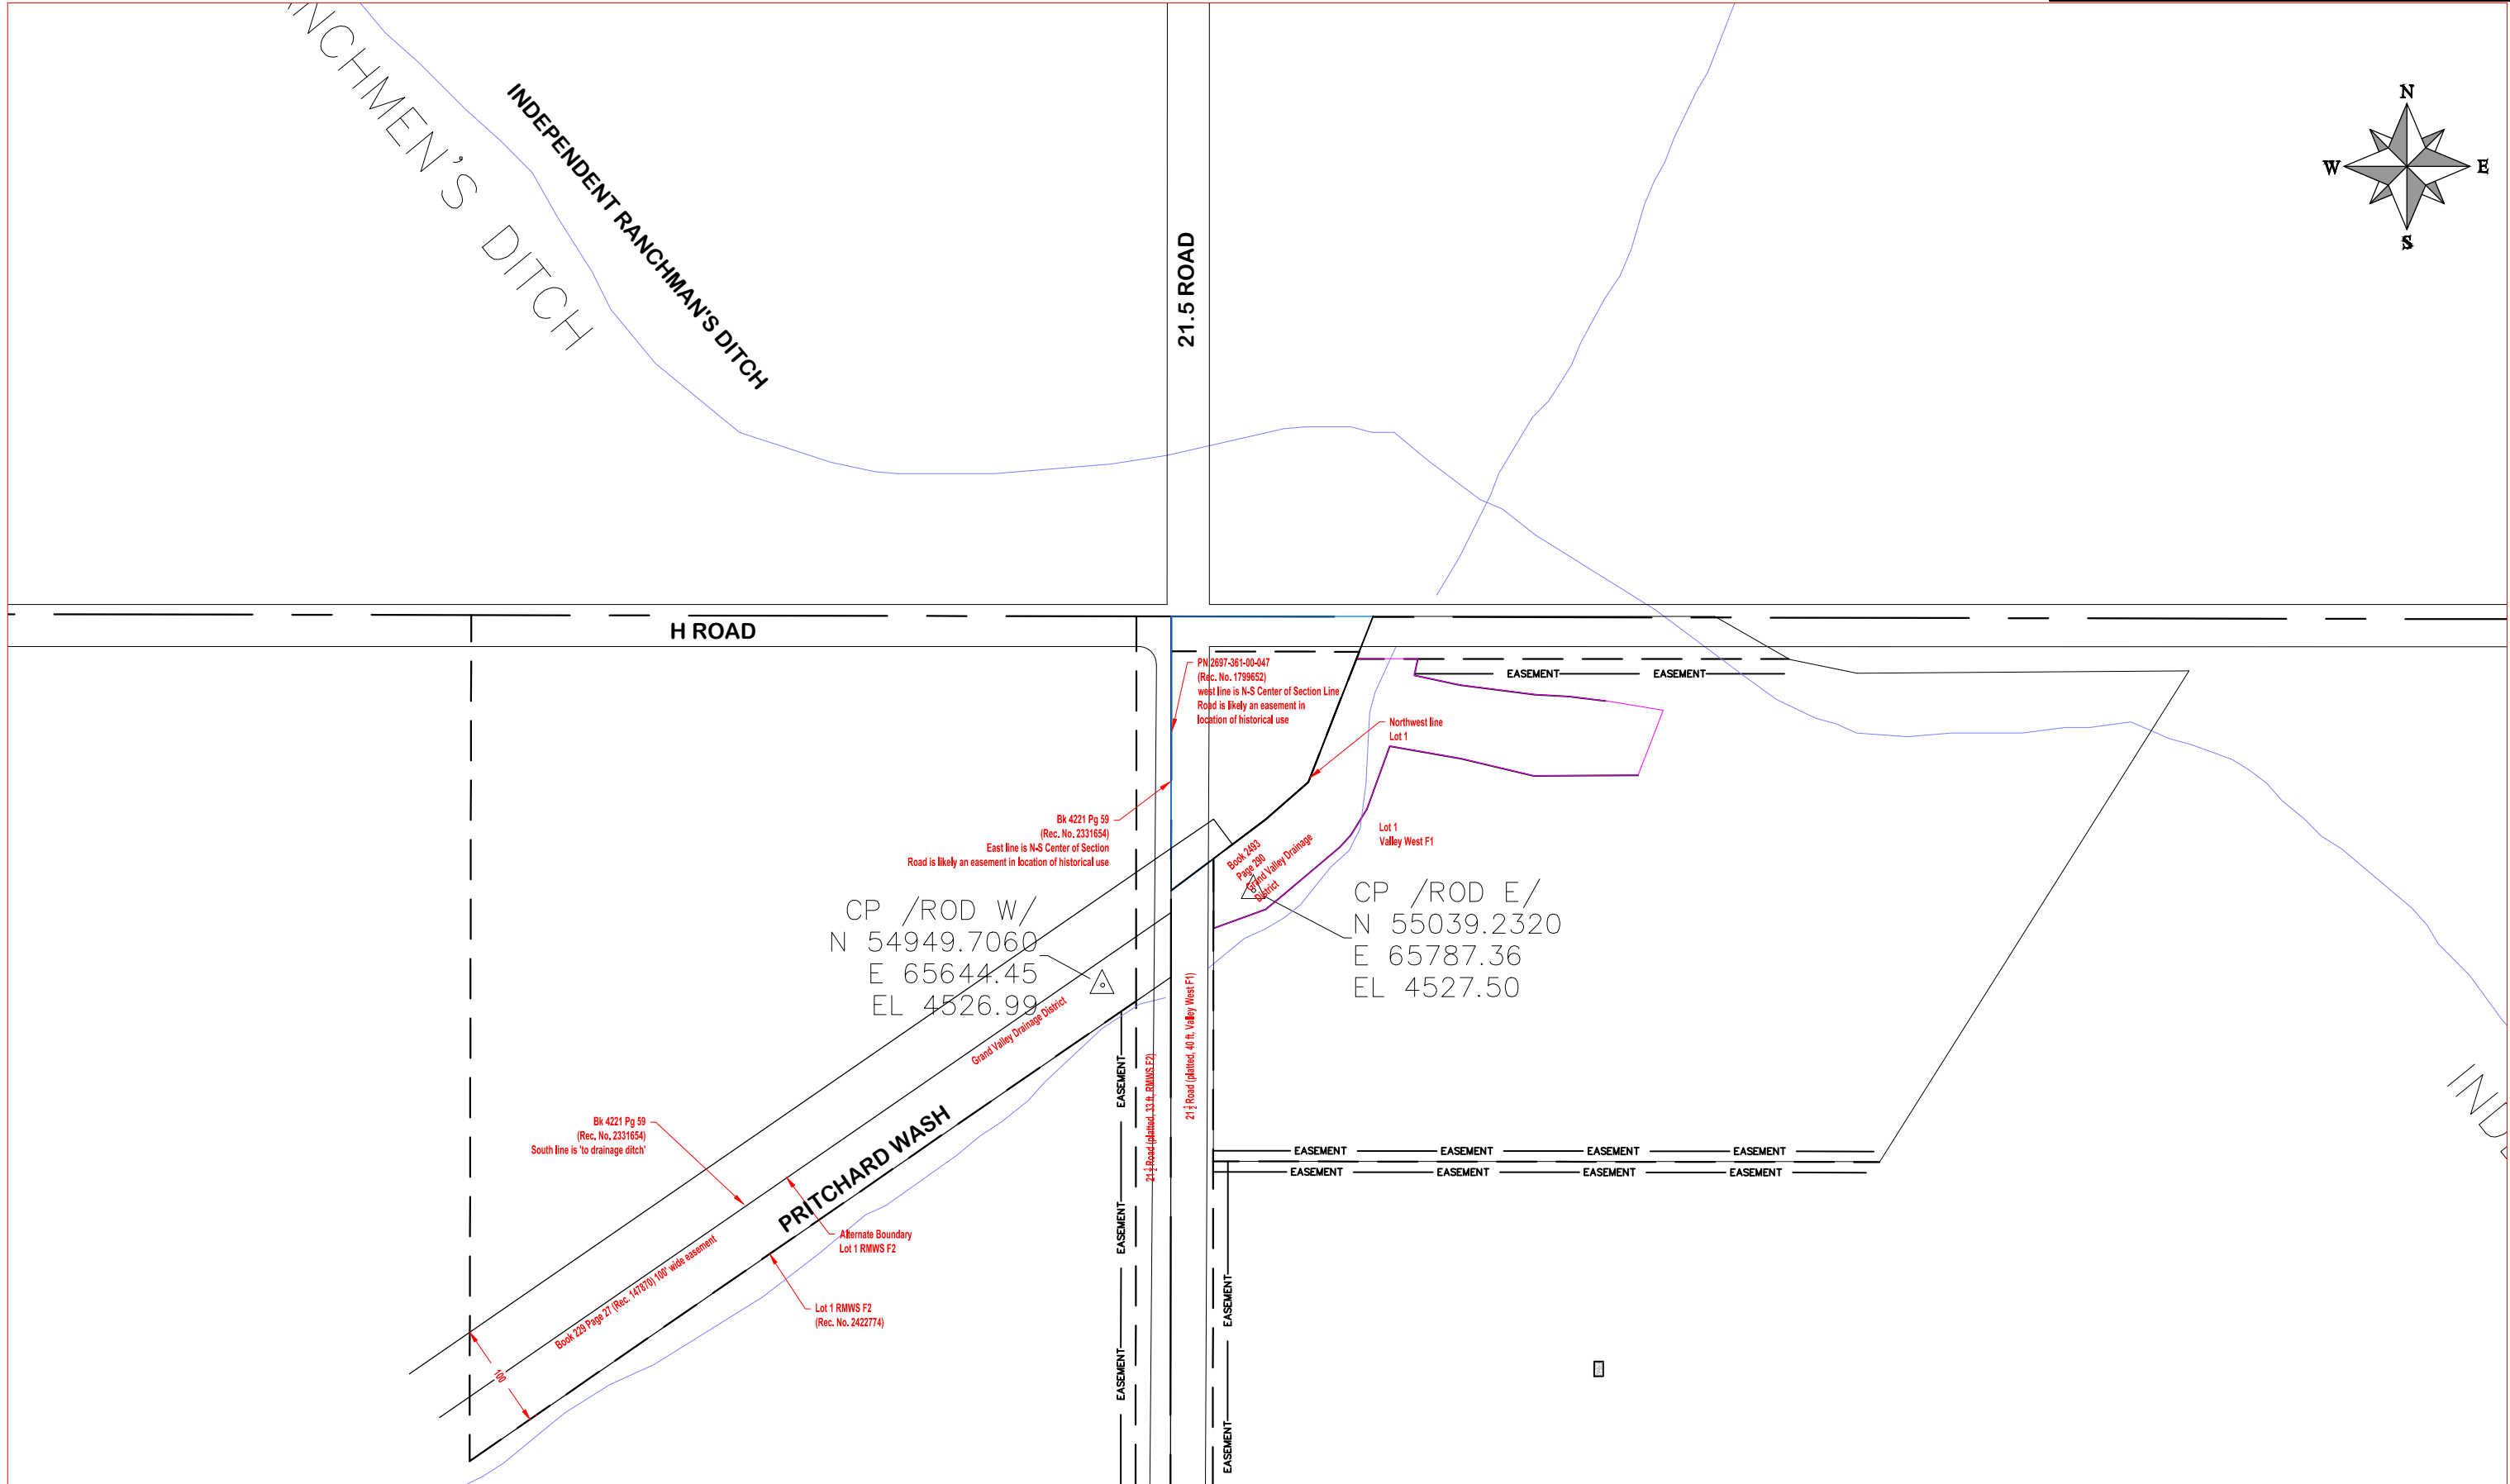 RANCHMEN'S DITCH
INDEPENDENT RANCHMAN'S DITCH
21.5 ROAD
N
W
E
S
H ROAD
PN 2697-361-00-047
(Rec. No. 1799652)
west line is N-S Center of Section Line
Road is likely an easement in
location of historical use
EASEMENT
EASEMENT
Northwest line
Lot 1
Bk 4221 Pg 59
(Rec. No. 2331654)
East line is N-S Center of Section
Road is likely an easement in location of historical use
Lot 1
Valley West F1
Book 2493
Page 290
Grand Valley Drainage
District
CP /ROD W/
N 54949.7060
E 65644.45
EL 4526.99
CP /ROD E/
N 55039.2320
E 65787.36
EL 4527.50
Grand Valley Drainage District
21 1/2 Road (platted, 33 ft, RMWS F2)
21 1/2 Road (platted, 40 ft, Valley West F1)
EASEMENT
EASEMENT
EASEMENT
Bk 4221 Pg 59
(Rec. No. 2331654)
South line is 'to drainage ditch'
PRITCHARD WASH
EASEMENT
EASEMENT
EASEMENT
EASEMENT
EASEMENT
EASEMENT
EASEMENT
EASEMENT
Alternate Boundary
Lot 1 RMWS F2
Book 229 Page 27 (Rec. 147870) 100' wide easement
Lot 1 RMWS F2
(Rec. No. 2422774)
100
EASEMENT
EASEMENT
IND